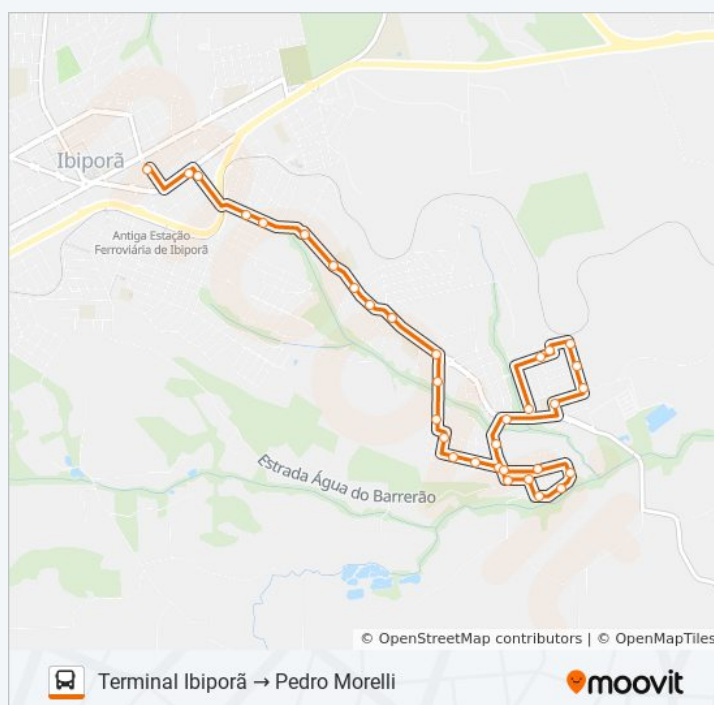 Ibiporã
Antiga Estação
Ferroviária de Ibiporã
Estrada Água do Barrerão
© OpenStreetMap contributors | © OpenMapTiles
Terminal Ibiporã → Pedro Morelli
moovit